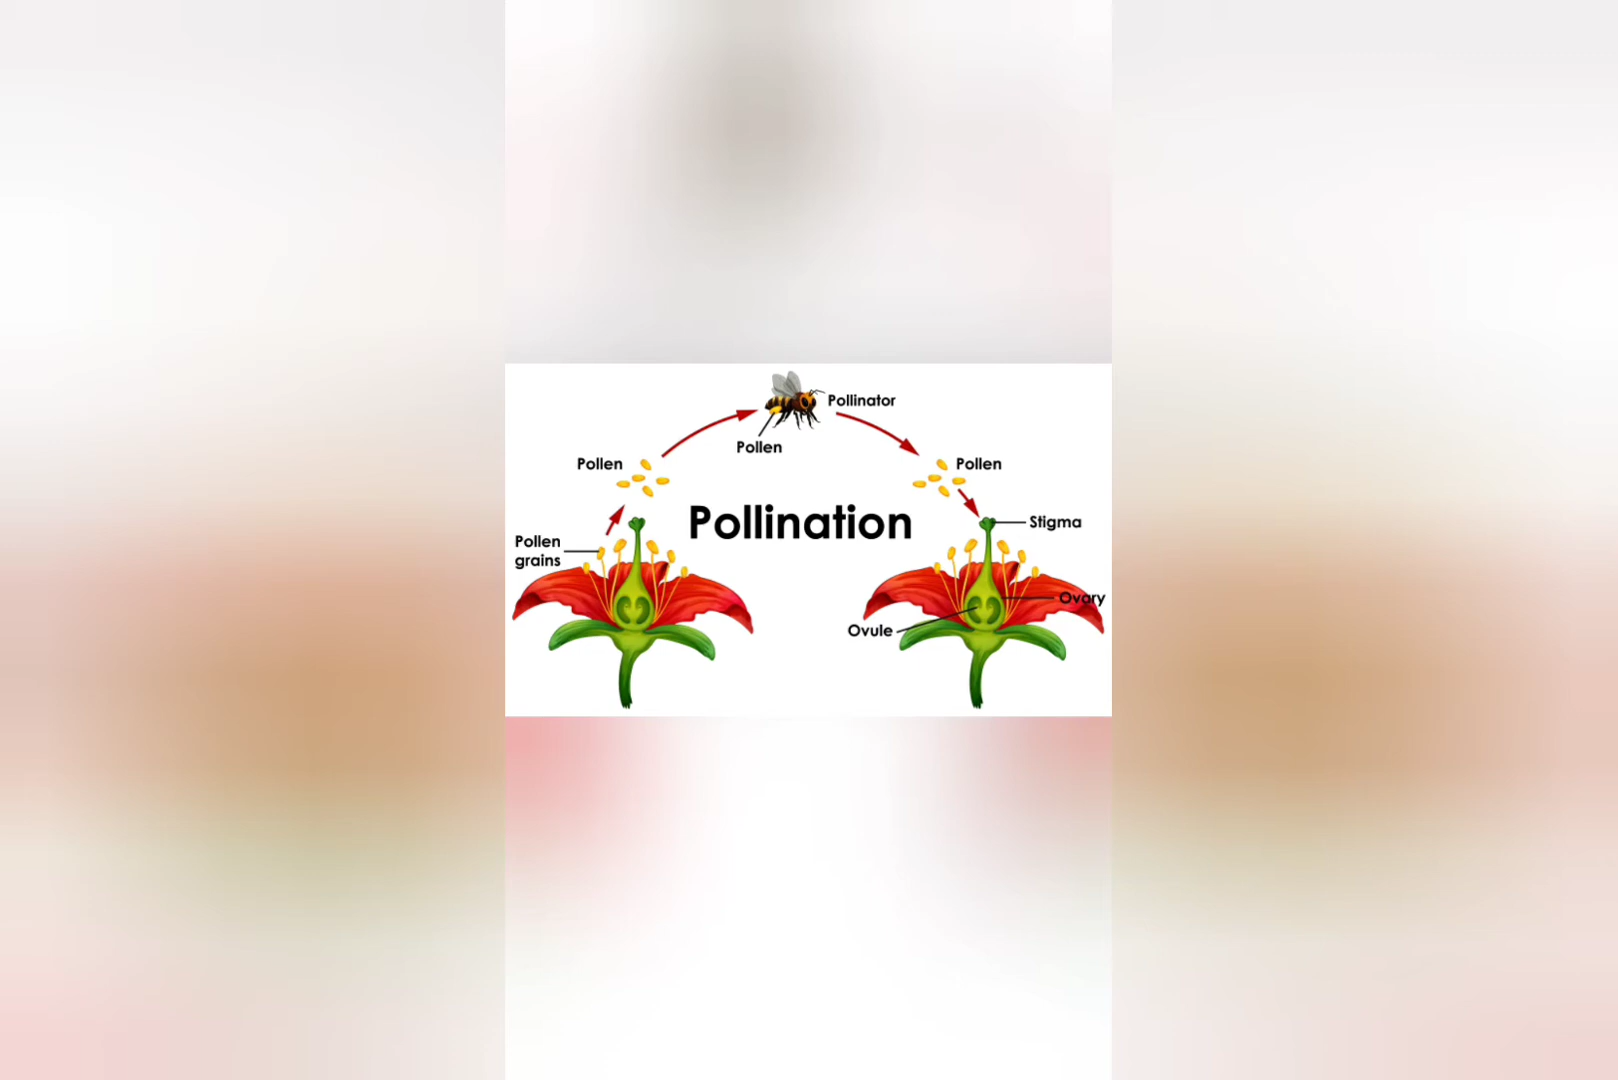 Pollinator
Pollen
Pollen
Pollen
Pollination
Stigma
Pollen
grains
Ovary
Ovule